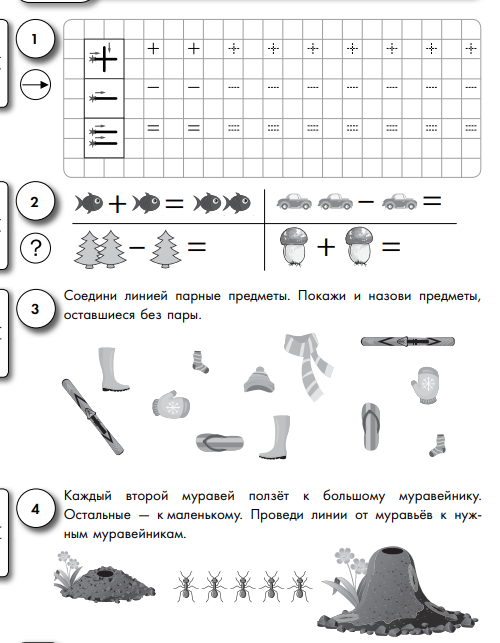 1
+ + ÷ ÷ ÷ ÷ ÷ ÷ ÷
− −
= =
2
+ =
− =
?
− =
+ =
3
Соедини линией парные предметы. Покажи и назови предметы,
оставшиеся без пары.
4
Каждый второй муравей ползёт к большому муравейнику.
Остальные — к маленькому. Проведи линии от муравьёв к нуж-
ным муравейникам.